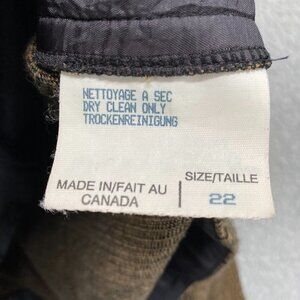 NETTOYAGE A SEC
DRY CLEAN ONLY
TROCKENREINIGUNG
MADE IN/FAIT AU
CANADA
SIZE/TAILLE
22